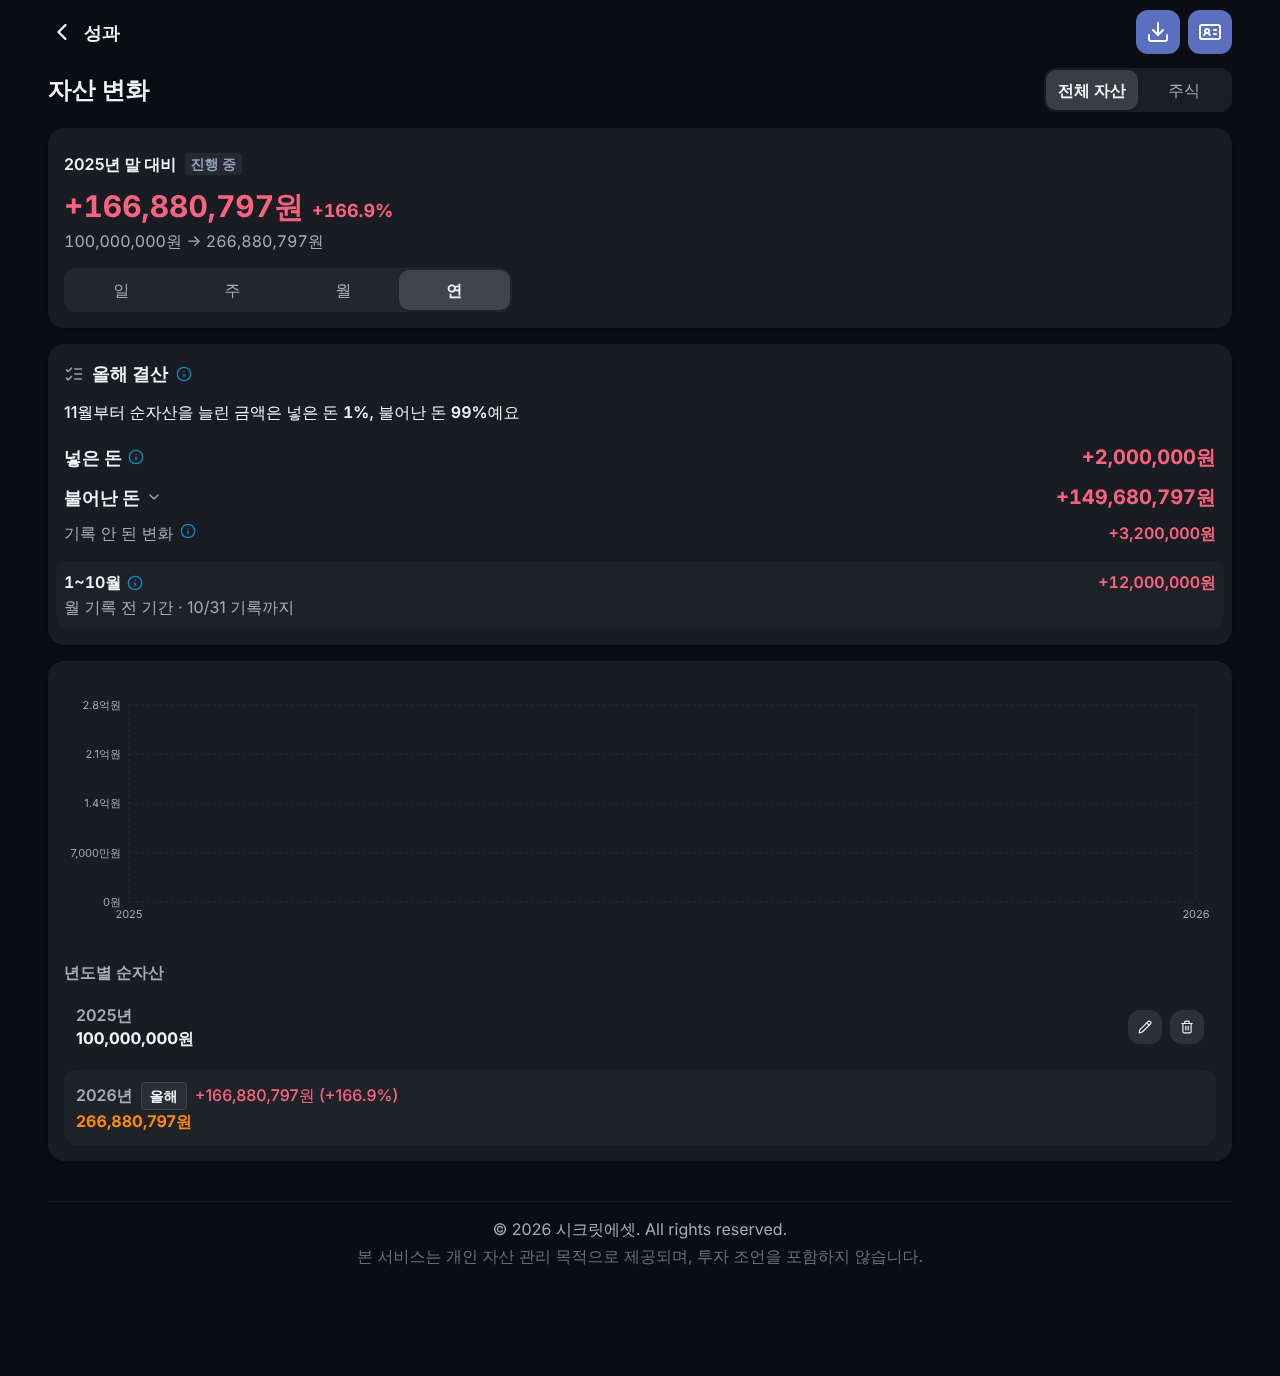 성과
자산 변화
전체 자산 주식
2025년 말 대비 진행 중
+166,880,797원 +166.9%
100,000,000원 → 266,880,797원
일 주 월 연
올해 결산
11월부터 순자산을 늘린 금액은 넣은 돈 1%, 불어난 돈 99%예요
넣은 돈 +2,000,000원
불어난 돈 +149,680,797원
기록 안 된 변화 +3,200,000원
1~10월 +12,000,000원
월 기록 전 기간 · 10/31 기록까지
2.8억원
2.1억원
1.4억원
7,000만원
0원
2025 2026
년도별 순자산
2025년
100,000,000원
2026년 올해 +166,880,797원 (+166.9%)
266,880,797원
© 2026 시크릿에셋. All rights reserved.
본 서비스는 개인 자산 관리 목적으로 제공되며, 투자 조언을 포함하지 않습니다.